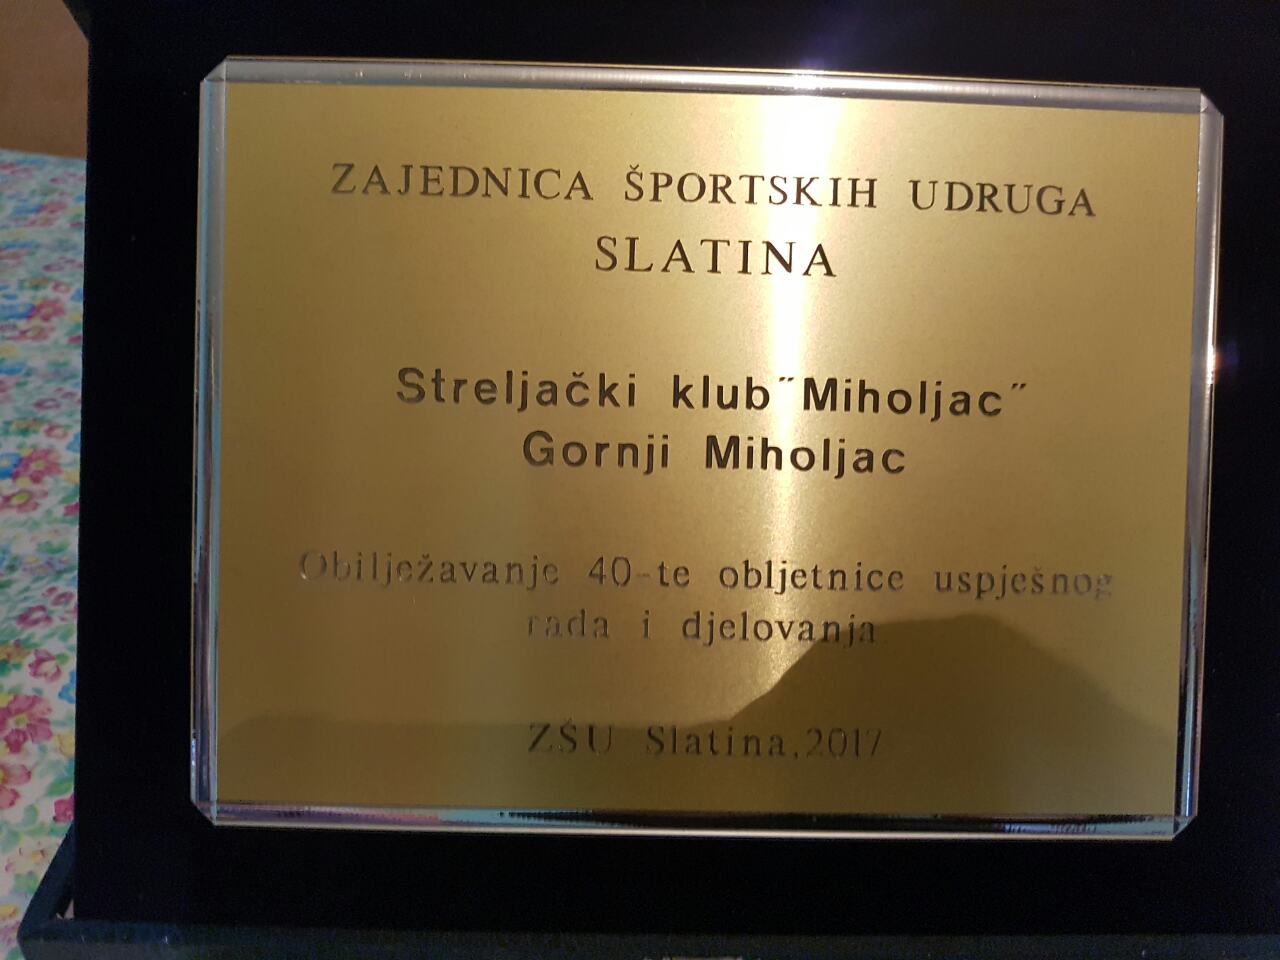 ZAJEDNICA ŠPORTSKIH UDRUGA
SLATINA
Streljački klub "Miholjac"
Gornji Miholjac
Obilježavanje 40-te obljetnice uspješnog
rada i djelovanja
ZŠU Slatina,2017